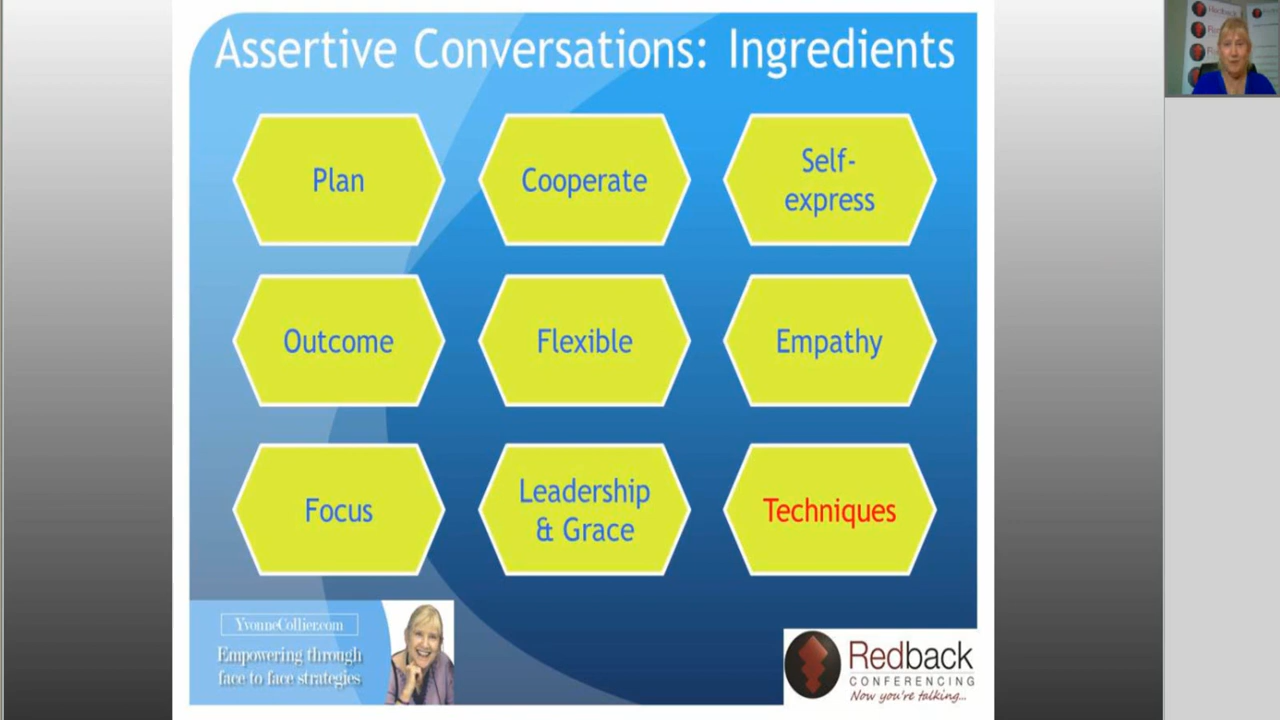 Assertive Conversations: Ingredients
Plan
Cooperate
Self-
express
Outcome
Flexible
Empathy
Focus
Leadership
& Grace
Techniques
YvonneCollier.com
Empowering through
face to face strategies
Redback
CONFERENCING
Now you're talking...